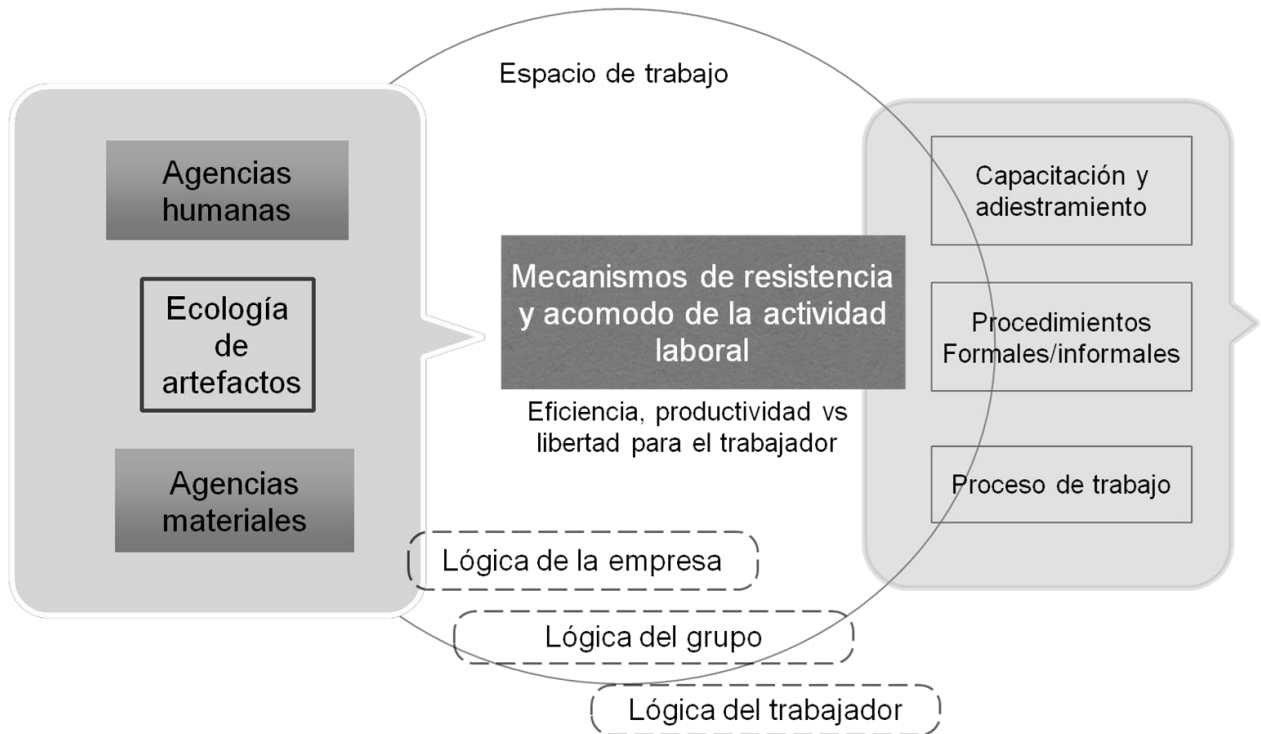 Espacio de trabajo
Agencias
humanas
Ecología
de
artefactos
Agencias
materiales
Mecanismos de resistencia
y acomodo de la actividad
laboral
Eficiencia, productividad vs
libertad para el trabajador
Lógica de la empresa
Lógica del grupo
Lógica del trabajador
Capacitación y
adiestramiento
Procedimientos
Formales/informales
Proceso de trabajo